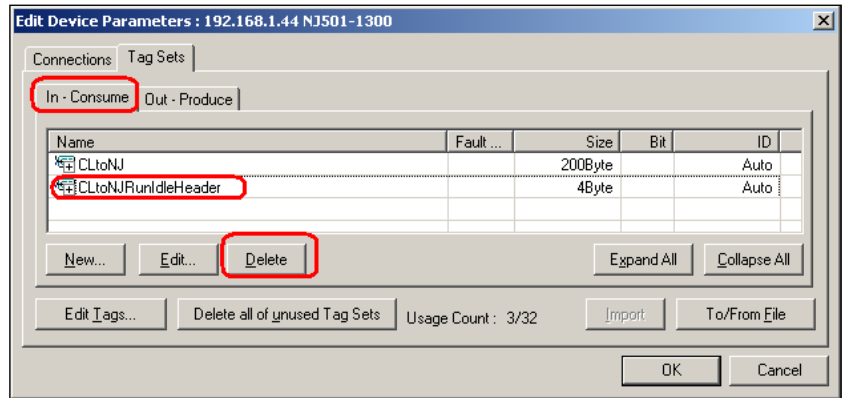 Edit Device Parameters : 192.168.1.44 NJ501-1300
Connections Tag Sets
In - Consume Out - Produce
Name Fault ... Size Bit ID
CLtoNJ 200Byte Auto
CLtoNJRunIdleHeader 4Byte Auto
New... Edit... Delete Expand All Collapse All
Edit Tags... Delete all of unused Tag Sets Usage Count : 3/32 Import To/From File
OK Cancel